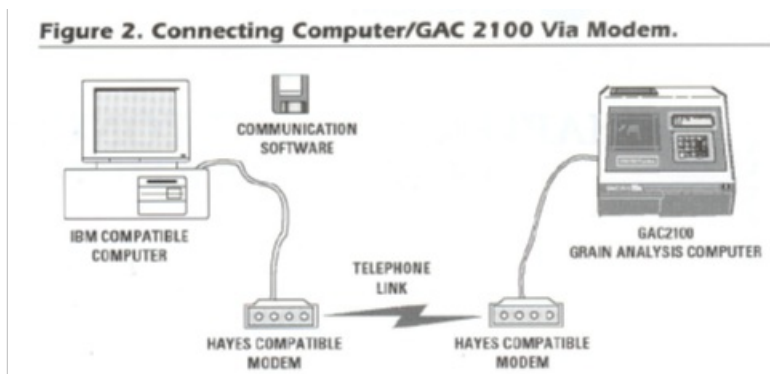 Figure 2. Connecting Computer/GAC 2100 Via Modem.
COMMUNICATION
SOFTWARE
IBM COMPATIBLE
COMPUTER
GAC2100
GRAIN ANALYSIS COMPUTER
TELEPHONE
LINK
HAYES COMPATIBLE
MODEM
HAYES COMPATIBLE
MODEM